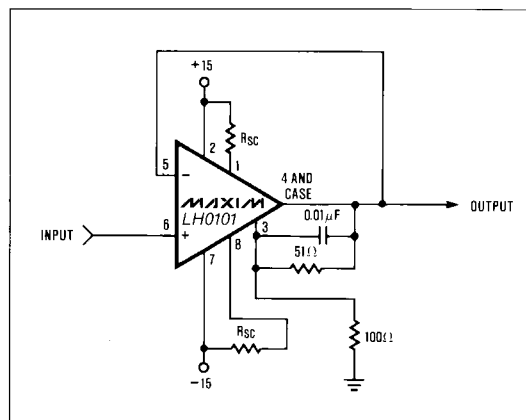 +15
RSC
2
1
5
−
4 AND
CASE
MAXIM
LH0101
OUTPUT
0.01µF
INPUT
6
+
3
8
51Ω
7
RSC
100Ω
−15